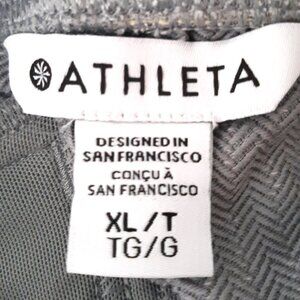 ATHLETA
DESIGNED IN
SAN FRANCISCO
CONÇU À
SAN FRANCISCO
XL/T
TG/G